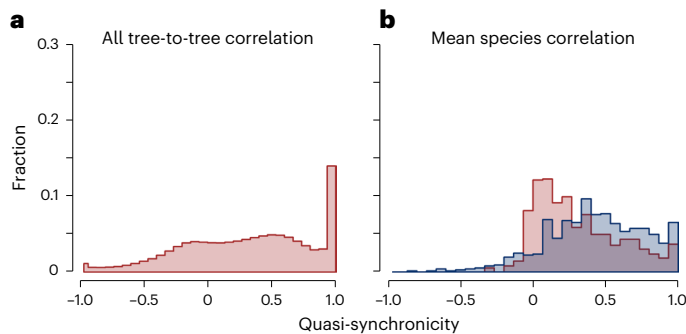 a
b
All tree-to-tree correlation
Mean species correlation
0.3
0.2
0.1
0
Fraction
−1.0 −0.5 0 0.5 1.0
−1.0 −0.5 0 0.5 1.0
Quasi-synchronicity